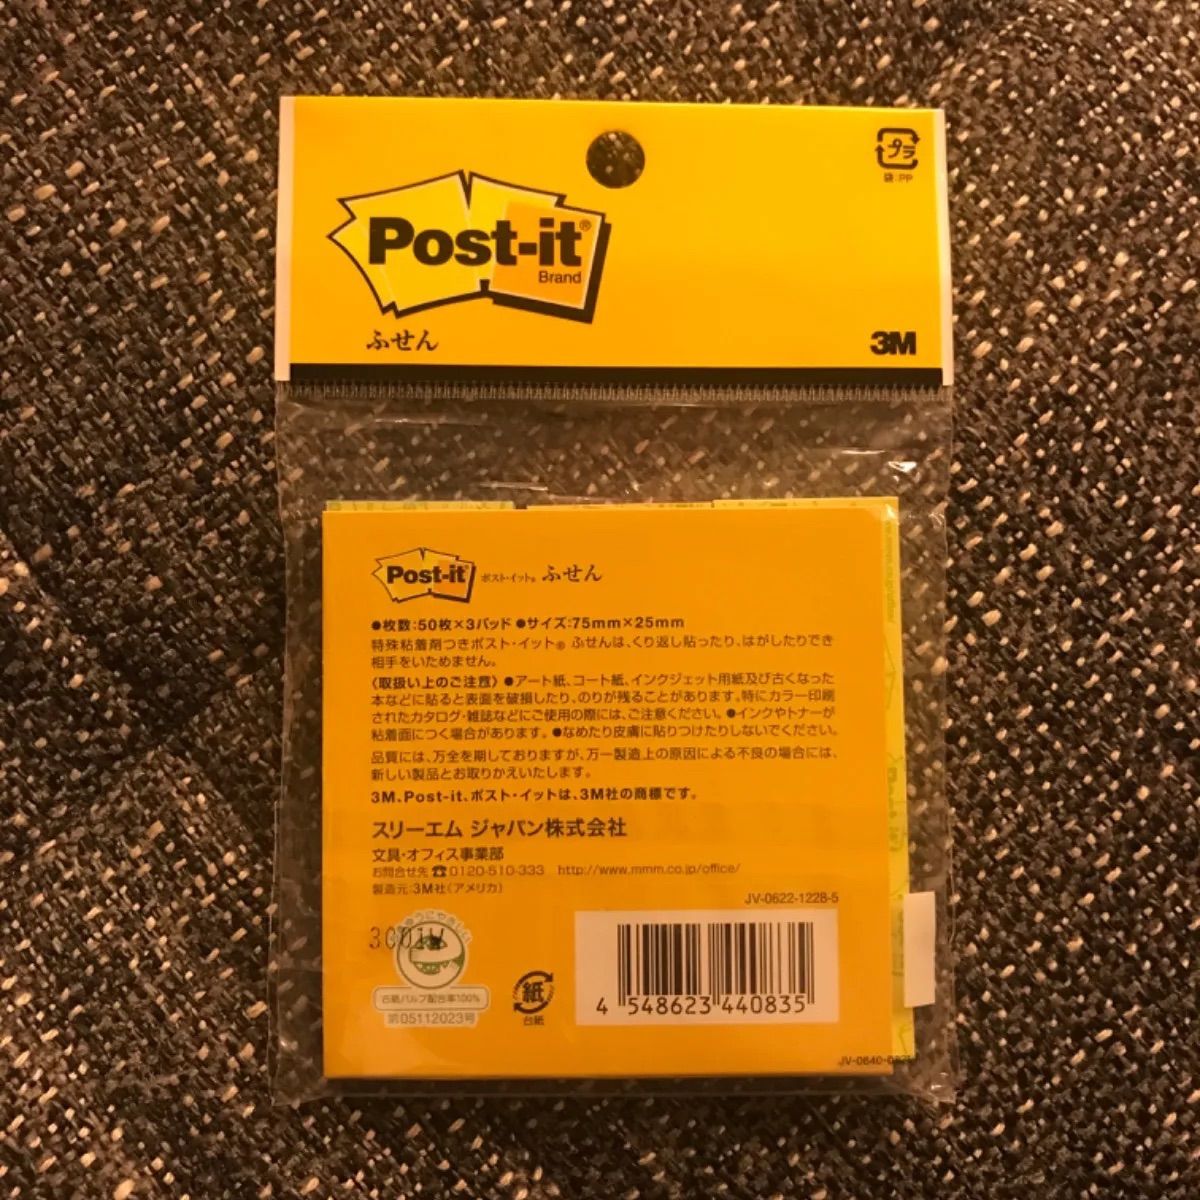 プラ
袋:PP
Post-it®
Brand
ふせん
3M
Post-it ポスト・イット® ふせん
●枚数:50枚×3パッド ●サイズ:75mm×25mm
特殊粘着剤つきポスト・イット® ふせんは、くり返し貼ったり、はがしたりでき
相手をいためません。
〈取扱い上のご注意〉●アート紙、コート紙、インクジェット用紙及び古くなった
本などに貼ると表面を破損したり、のりが残ることがあります。特にカラー印刷
されたカタログ・雑誌などにご使用の際には、ご注意ください。●インクやトナーが
粘着面につく場合があります。●なめたり皮膚に貼りつけたりしないでください。
品質には、万全を期しておりますが、万一製造上の原因による不良の場合には、
新しい製品とお取りかえいたします。
3M、Post-it、ポスト・イットは、3M社の商標です。
スリーエム ジャパン株式会社
文具・オフィス事業部
お問合せ先 ☎0120-510-333 http://www.mmm.co.jp/office/
製造元:3M社(アメリカ)
JV-0622-1228-5
古紙パルプ配合率100%
第05112023号
紙
台紙
4 548623 440835